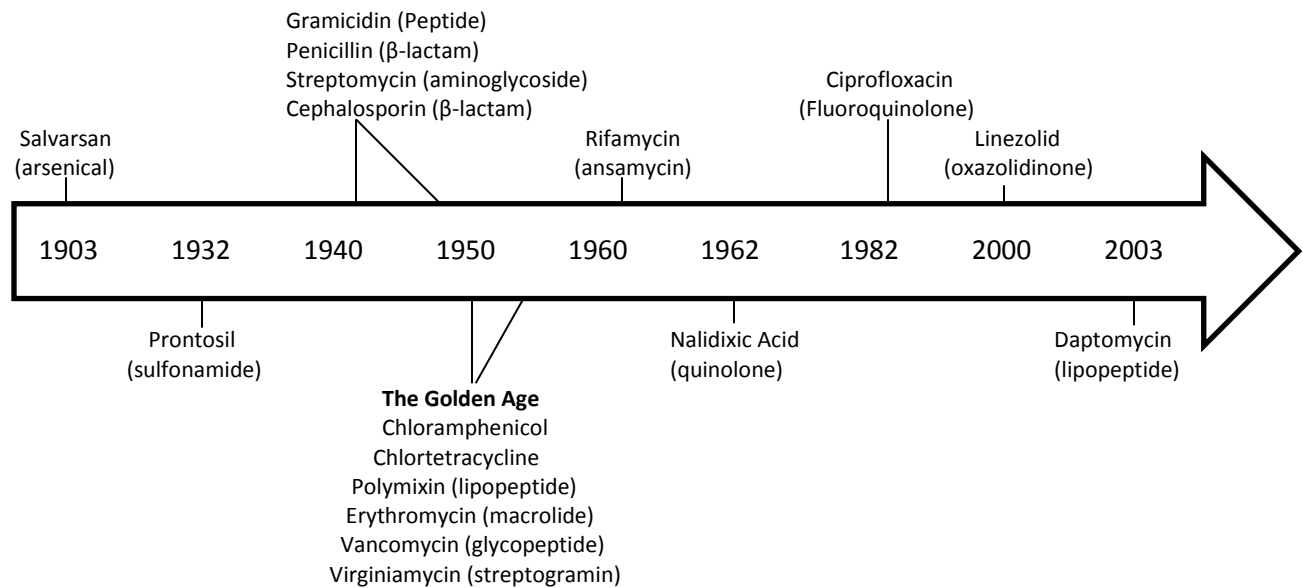 Gramicidin (Peptide)
Penicillin (β-lactam)
Streptomycin (aminoglycoside)
Cephalosporin (β-lactam)
Ciprofloxacin
(Fluoroquinolone)
Salvarsan
(arsenical)
Rifamycin
(ansamycin)
Linezolid
(oxazolidinone)
1903 1932 1940 1950 1960 1962 1982 2000 2003
Prontosil
(sulfonamide)
Nalidixic Acid
(quinolone)
Daptomycin
(lipopeptide)
The Golden Age
Chloramphenicol
Chlortetracycline
Polymixin (lipopeptide)
Erythromycin (macrolide)
Vancomycin (glycopeptide)
Virginiamycin (streptogramin)